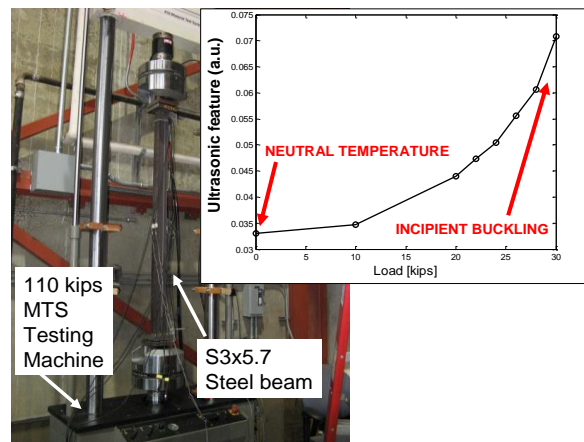 0.075
0.07
0.065
0.06
0.055
0.05
0.045
0.04
0.035
0.03
Ultrasonic feature (a.u.)
NEUTRAL TEMPERATURE
INCIPIENT BUCKLING
0 5 10 15 20 25 30
Load [kips]
110 kips
MTS
Testing
Machine
S3x5.7
Steel beam